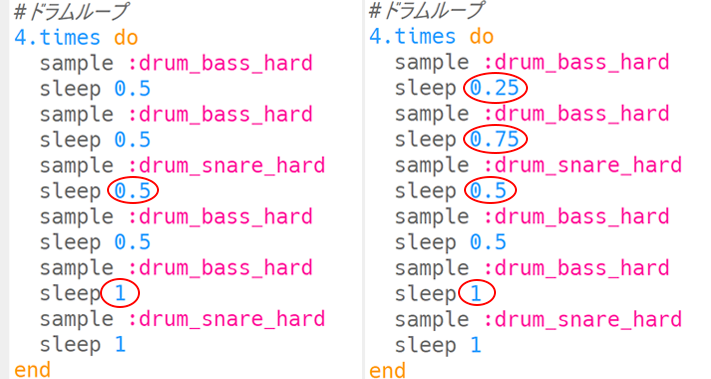 #ドラムループ
4.times do
  sample :drum_bass_hard
  sleep 0.5
  sample :drum_bass_hard
  sleep 0.5
  sample :drum_snare_hard
  sleep 0.5
  sample :drum_bass_hard
  sleep 0.5
  sample :drum_bass_hard
  sleep 1
  sample :drum_snare_hard
  sleep 1
end
#ドラムループ
4.times do
  sample :drum_bass_hard
  sleep 0.25
  sample :drum_bass_hard
  sleep 0.75
  sample :drum_snare_hard
  sleep 0.5
  sample :drum_bass_hard
  sleep 0.5
  sample :drum_bass_hard
  sleep 1
  sample :drum_snare_hard
  sleep 1
end